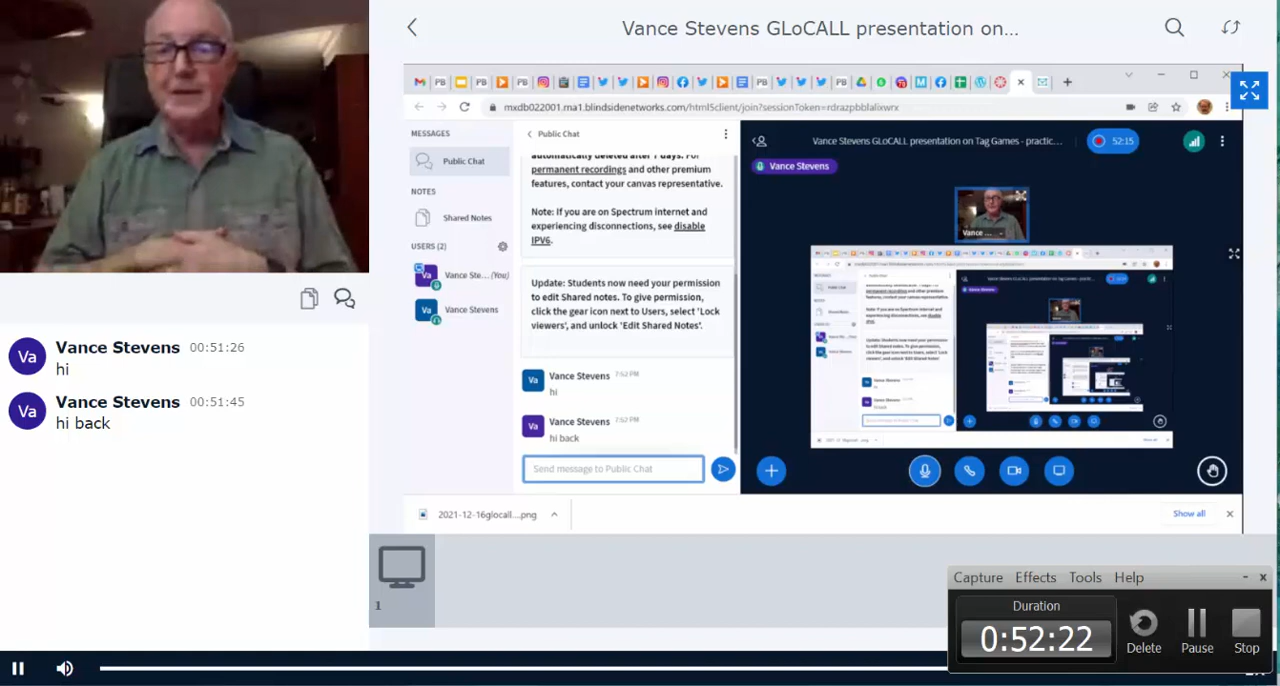 Vance Stevens GLoCALL presentation on...
mxdb022001.rna1.blindsidenetworks.com/html5client/join?sessionToken=rdrazpbblalixwrx
MESSAGES
Public Chat
NOTES
Shared Notes
USERS (2)
Va
Vance Ste... (You)
Va
Vance Stevens
Public Chat
automatically deleted after 7 days. For
permanent recordings and other premium
features, contact your canvas representative.
Note: If you are on Spectrum internet and
experiencing disconnections, see disable
IPV6.
Update: Students now need your permission
to edit Shared notes. To give permission,
click the gear icon next to Users, select 'Lock
viewers', and unlock 'Edit Shared Notes'.
Va
Vance Stevens 7:52 PM
hi
Va
Vance Stevens 7:52 PM
hi back
Send message to Public Chat
Vance Stevens GLoCALL presentation on Tag Games - practic...
52:15
Vance Stevens
Vance ...
2021-12-16glocall....png
Show all
Va
Vance Stevens 00:51:26
hi
Va
Vance Stevens 00:51:45
hi back
1
Capture Effects Tools Help
Duration
0:52:22
Delete
Pause
Stop